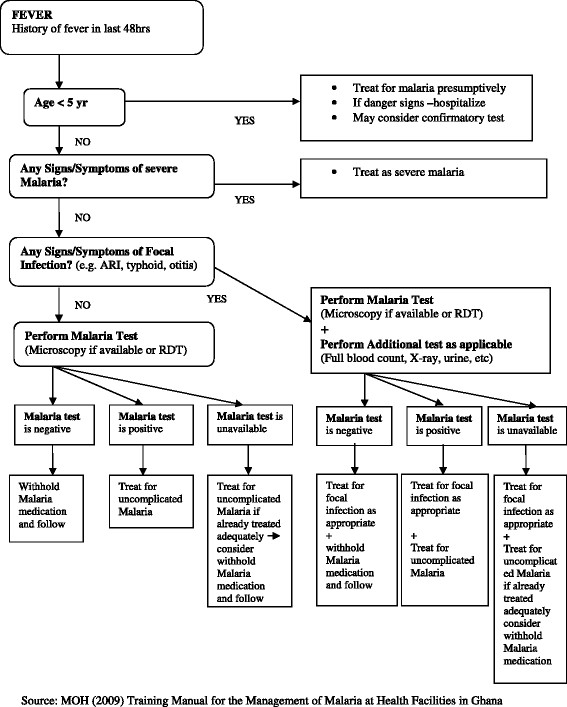 FEVER
History of fever in last 48hrs
Age < 5 yr
YES
• Treat for malaria presumptively
• If danger signs –hospitalize
• May consider confirmatory test
NO
Any Signs/Symptoms of severe
Malaria?
YES
• Treat as severe malaria
NO
Any Signs/Symptoms of Focal
Infection? (e.g. ARI, typhoid, otitis)
NO
YES
Perform Malaria Test
(Microscopy if available or RDT)
Perform Malaria Test
(Microscopy if available or RDT)
+
Perform Additional test as applicable
(Full blood count, X-ray, urine, etc)
Malaria test
is negative
Malaria test
is positive
Malaria test is
unavailable
Malaria test
is negative
Malaria test
is positive
Malaria test
is unavailable
Withhold
Malaria
medication
and follow
Treat for
uncomplicated
Malaria
Treat for
uncomplicated
Malaria if
already treated
adequately →
consider
withhold
Malaria
medication
and follow
Treat for focal
infection as
appropriate
+
withhold
Malaria
medication
and follow
Treat for focal
infection as
appropriate
+
Treat for
uncomplicated
Malaria
Treat for
focal
infection as
appropriate
+
Treat for
uncomplicat
ed Malaria
if already
treated
adequately
consider
withhold
Malaria
medication
Source: MOH (2009) Training Manual for the Management of Malaria at Health Facilities in Ghana